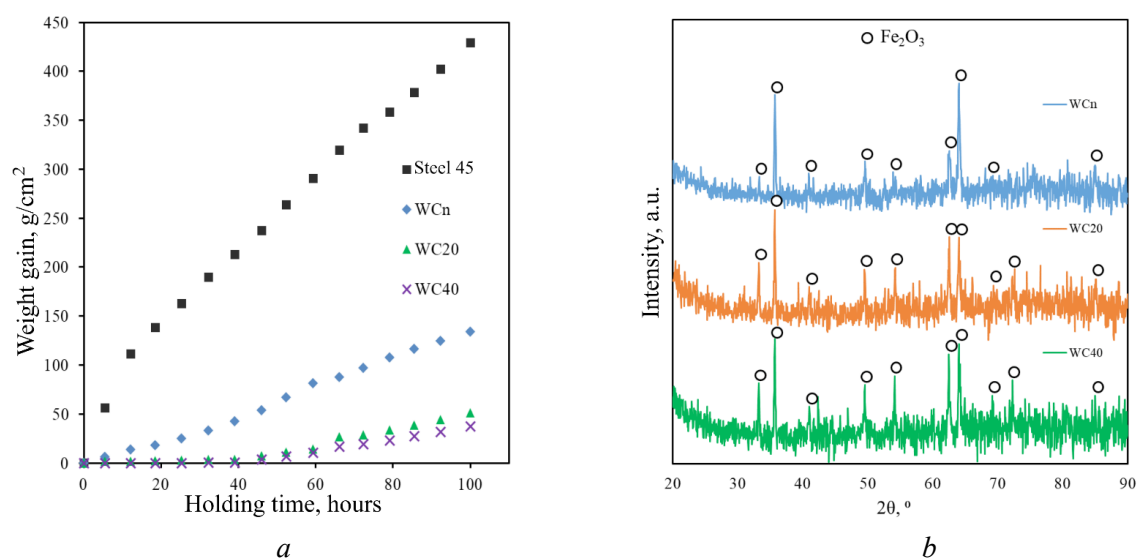 450
400
350
300
250
200
150
100
50
0
Weight gain, g/cm²
Steel 45
WCn
WC20
WC40
0 20 40 60 80 100
Holding time, hours
a
Fe₂O₃
WCn
WC20
WC40
Intensity, a.u.
20 30 40 50 60 70 80 90
2θ, º
b